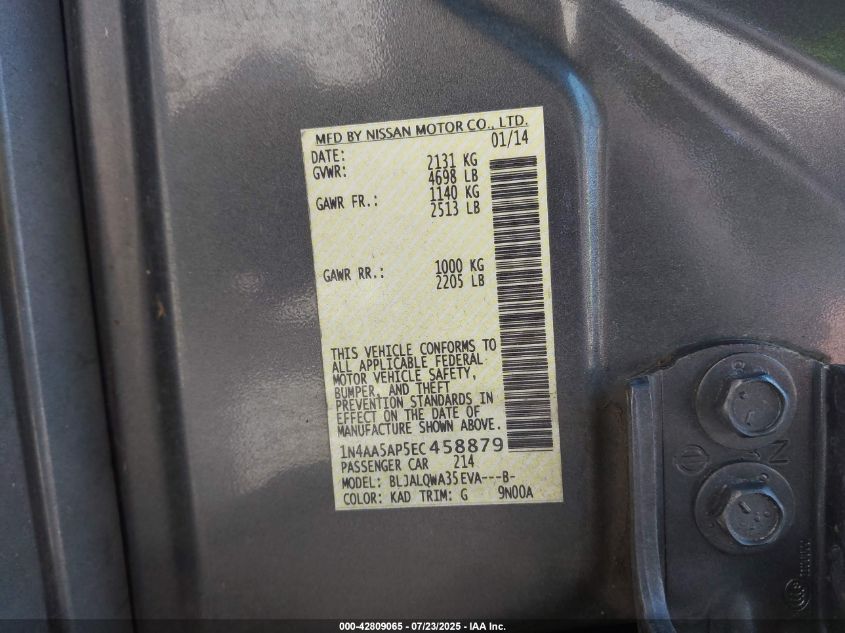 MFD BY NISSAN MOTOR CO., LTD.
DATE: 01/14
GVWR: 2131 KG
4698 LB
GAWR FR.: 1140 KG
2513 LB
GAWR RR.: 1000 KG
2205 LB
THIS VEHICLE CONFORMS TO
ALL APPLICABLE FEDERAL
MOTOR VEHICLE SAFETY,
BUMPER, AND THEFT
PREVENTION STANDARDS IN
EFFECT ON THE DATE OF
MANUFACTURE SHOWN ABOVE.
1N4AA5AP5EC458879
PASSENGER CAR 214
MODEL: BLJALQWA35EVA---B-
COLOR: KAD TRIM: G 9N00A
000-42809065 - 07/23/2025 - IAA Inc.